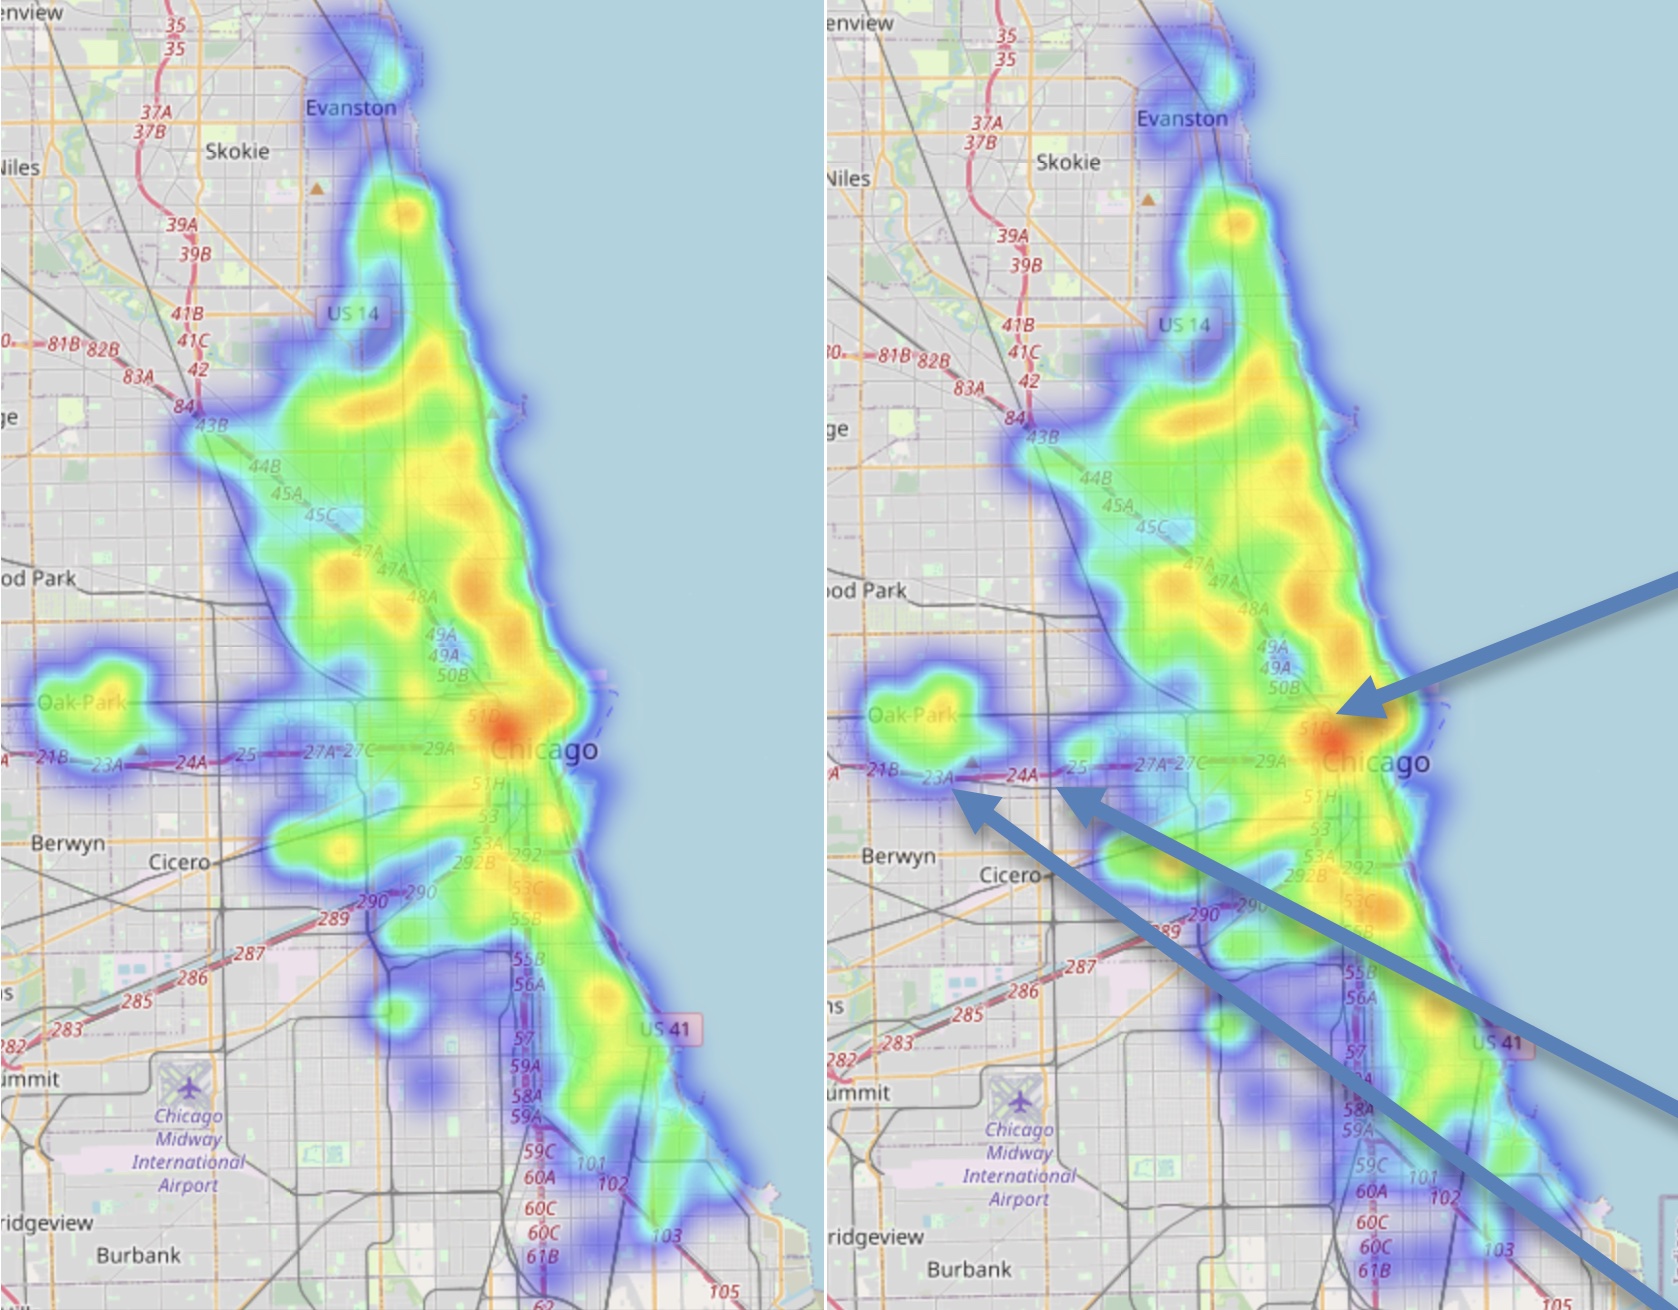 enview
35
35
Evanston
37A
37B
Skokie
Niles
39A
39B
41B
US 14
81B
82B
41C
42
83A
84
43B
44B
45A
45C
47A
47A
od Park
48A
49A
49A
50B
Oak Park
51D
Chicago
21B
23A
24A
25
27A
27C
29A
51H
53
Berwyn
Cicero
53A
292B
292
53C
290
290
289
55B
287
55B
286
56A
285
283
282
57
US 41
59A
ummit
58A
59A
Chicago
Midway
International
Airport
59C
101
60A
102
60C
ridgeview
60C
103
Burbank
61B
105
62
enview
35
35
Evanston
37A
37B
Skokie
Niles
39A
39B
41B
US 14
81B
82B
41C
42
83A
84
43B
44B
45A
45C
47A
47A
od Park
48A
49A
49A
50B
Oak Park
51D
Chicago
21B
23A
24A
25
27A
27C
29A
51H
53
Berwyn
Cicero
53A
292B
292
53C
290
290
289
55B
287
55B
286
56A
285
283
282
57
US 41
ummit
58A
59A
Chicago
Midway
International
Airport
59C
101
60A
102
60C
ridgeview
60C
103
Burbank
61B
105